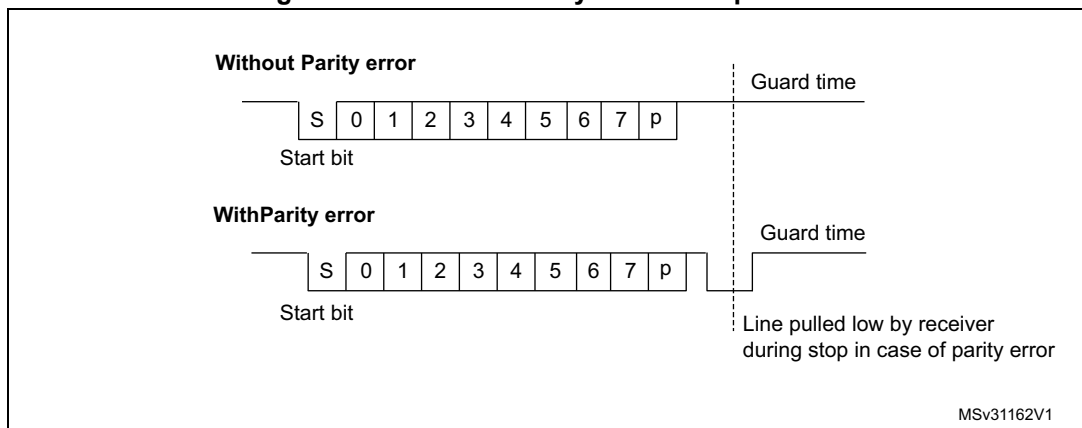 Without Parity error
Guard time
S 0 1 2 3 4 5 6 7 p
Start bit
WithParity error
Guard time
S 0 1 2 3 4 5 6 7 p
Start bit
Line pulled low by receiver
during stop in case of parity error
MSv31162V1